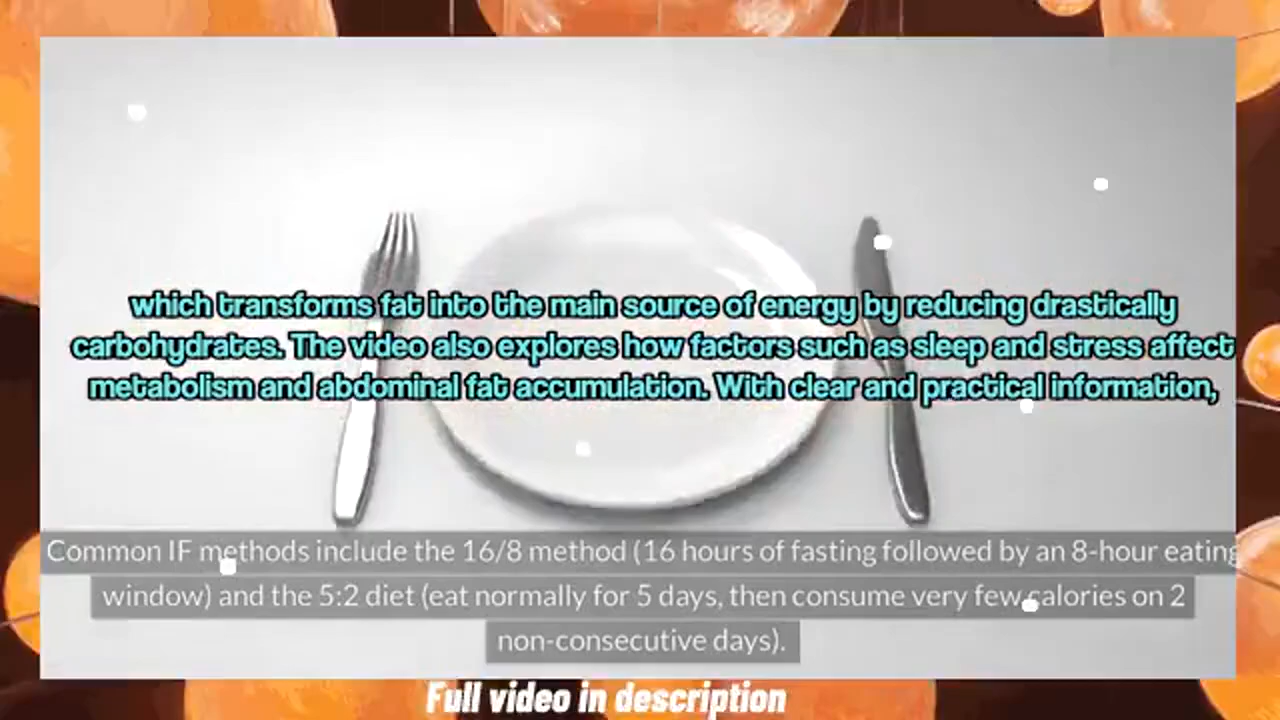 which transforms fat into the main source of energy by reducing drastically
carbohydrates. The video also explores how factors such as sleep and stress affect
metabolism and abdominal fat accumulation. With clear and practical information,
Common IF methods include the 16/8 method (16 hours of fasting followed by an 8-hour eating
window) and the 5:2 diet (eat normally for 5 days, then consume very few calories on 2
non-consecutive days).
Full video in description